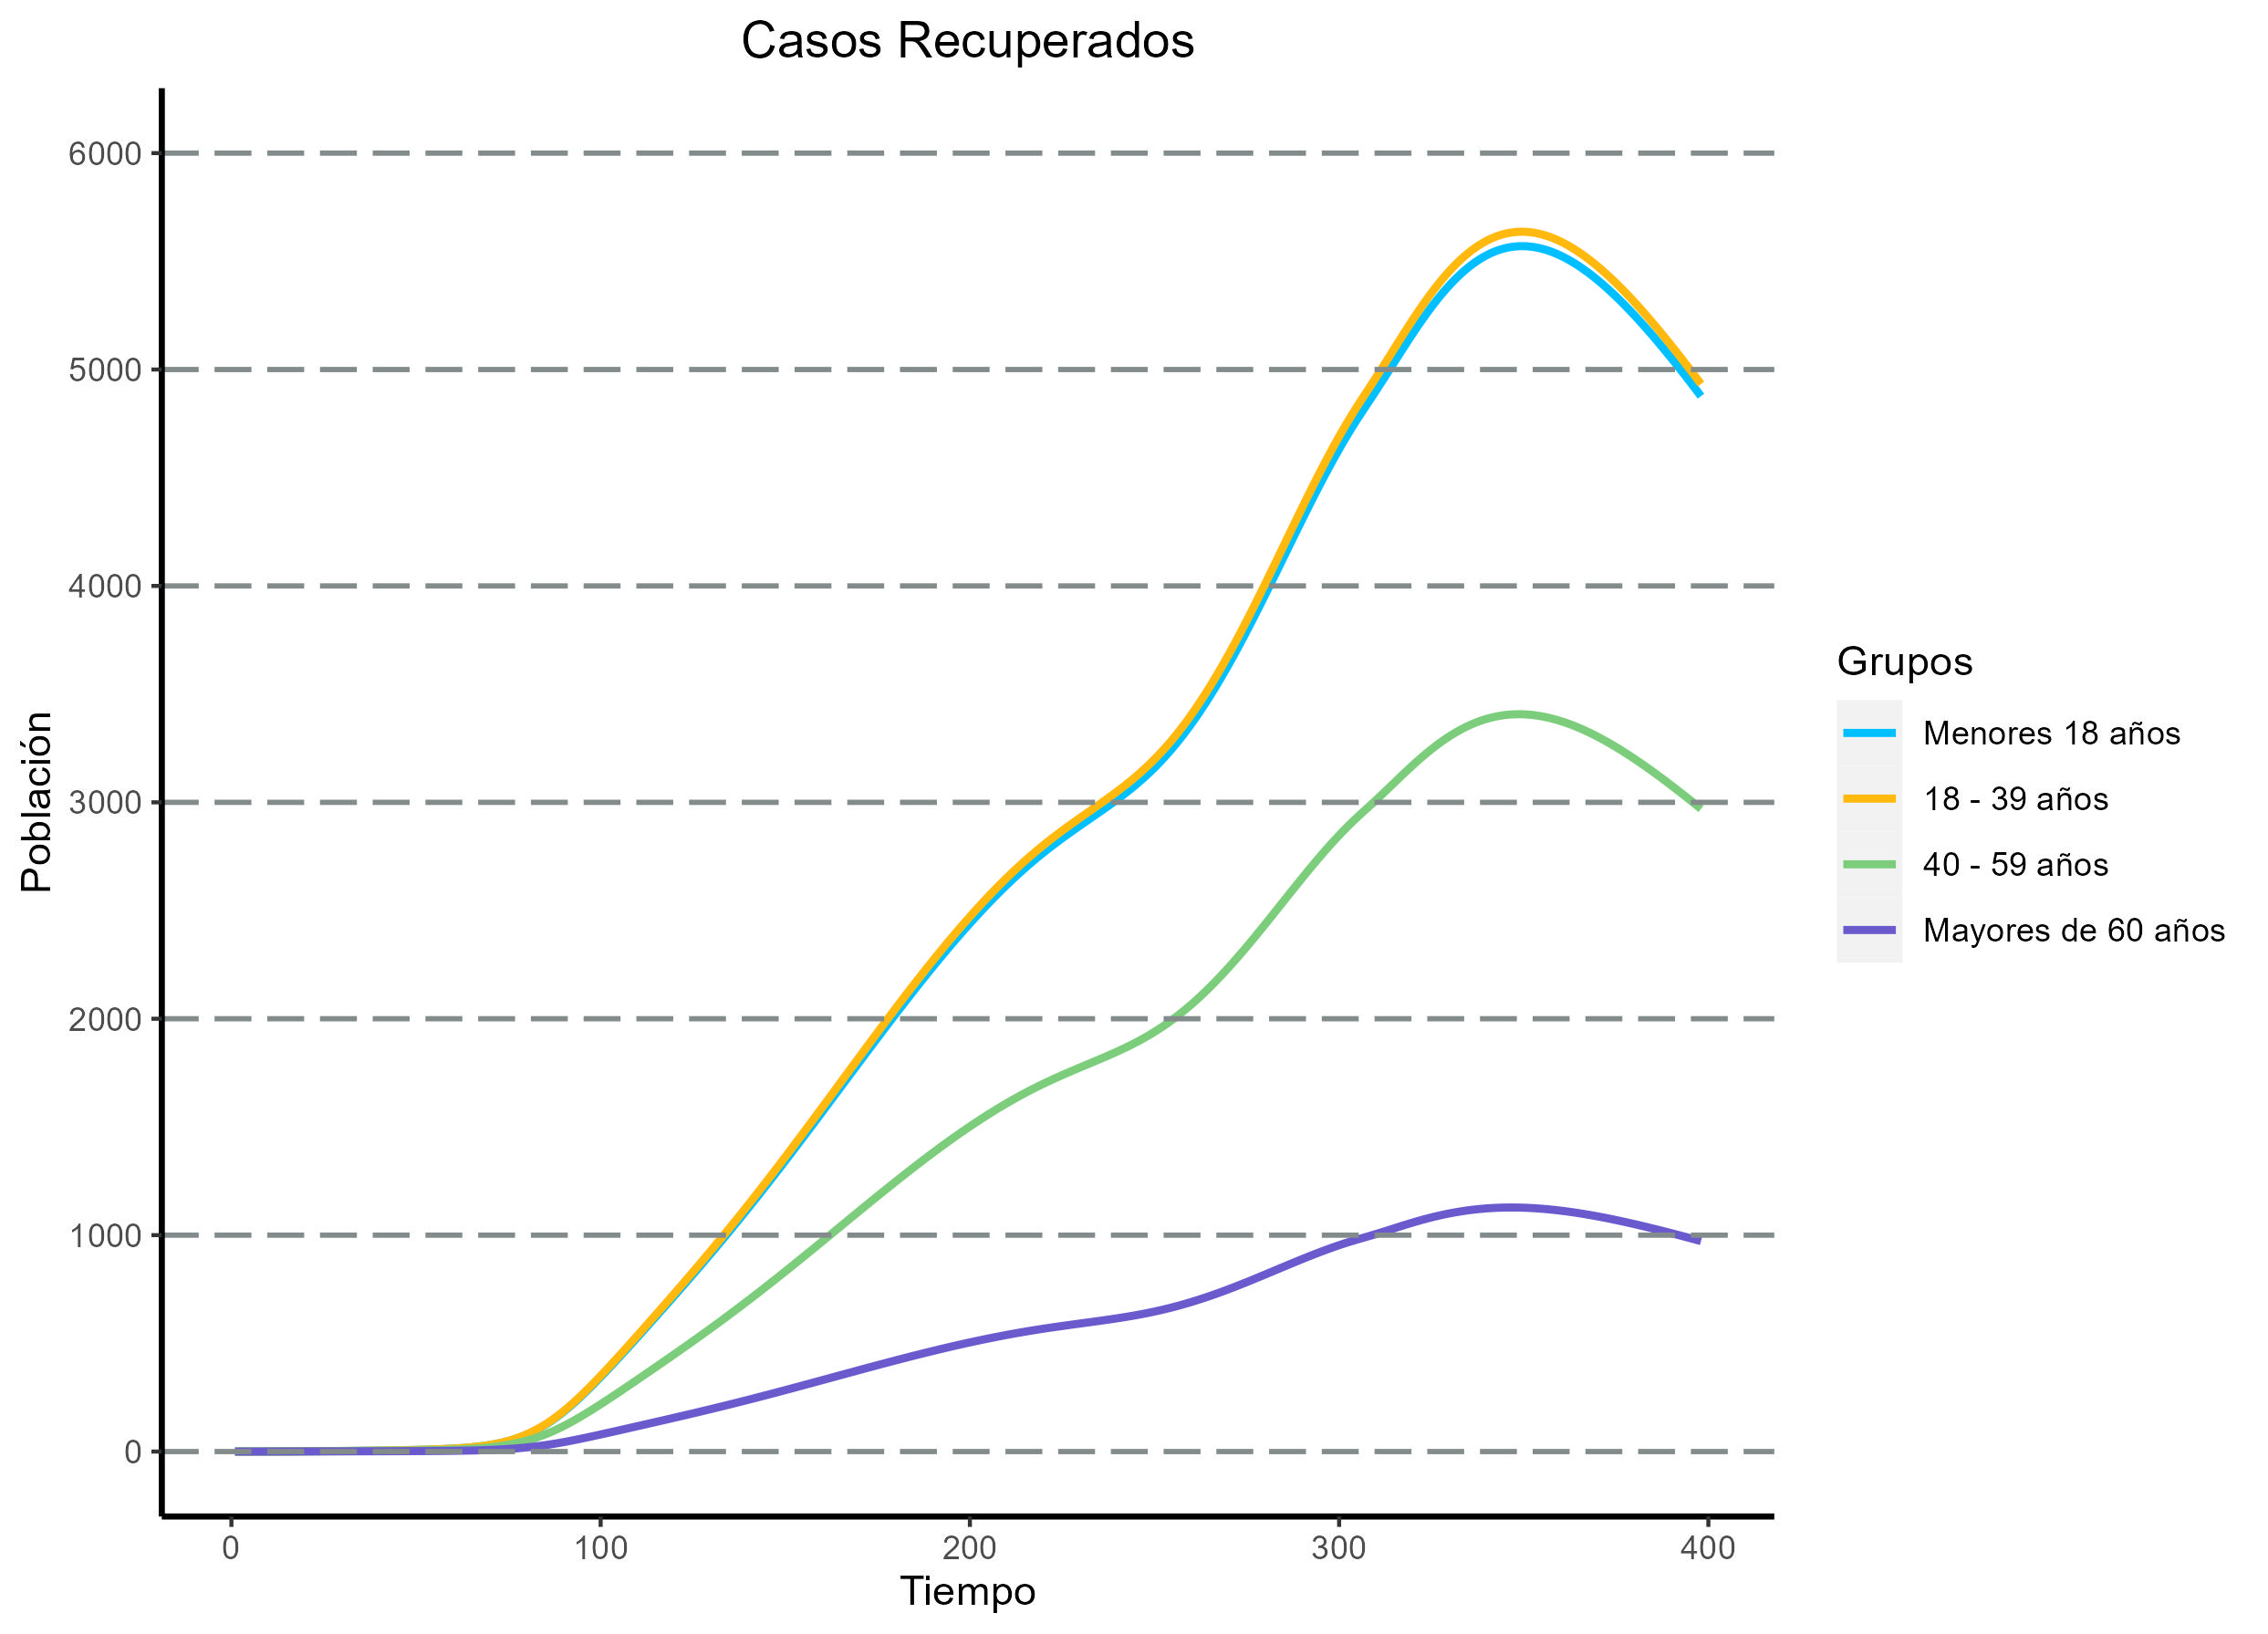 Casos Recuperados
6000
5000
4000
3000
2000
1000
0
Población
0 100 200 300 400
Tiempo
Grupos
Menores 18 años
18 - 39 años
40 - 59 años
Mayores de 60 años